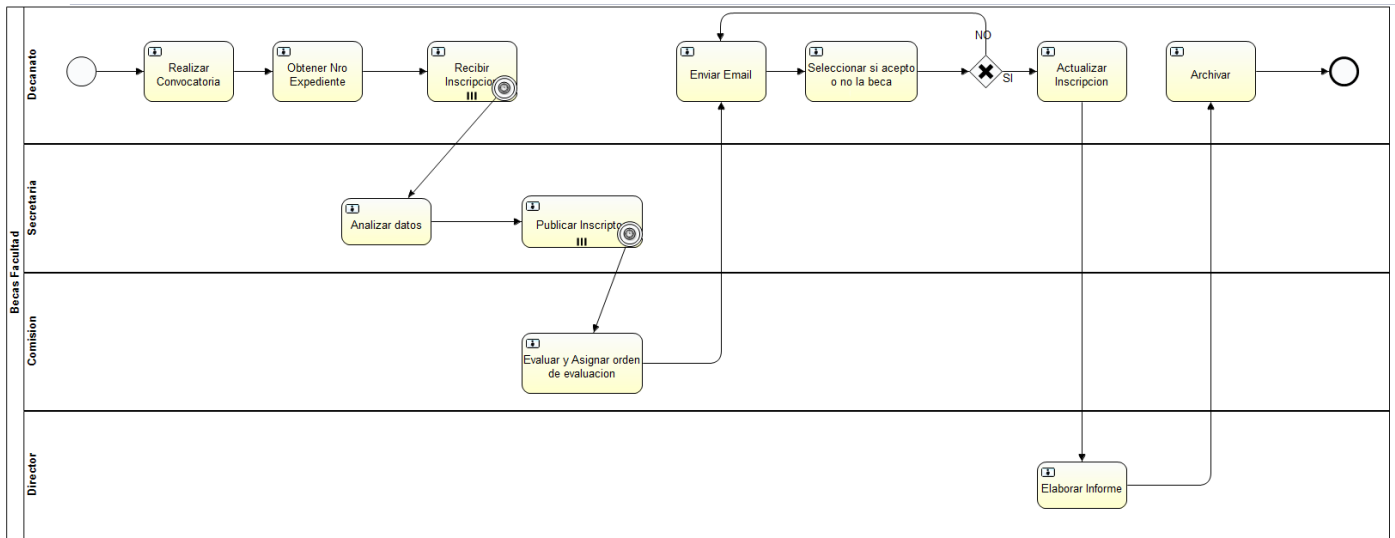 Becas Facultad
Decanato
Realizar
Convocatoria
Obtener Nro
Expediente
Recibir
Inscripcion
Enviar Email
Seleccionar si acepto
o no la beca
NO
SI
Actualizar
Inscripcion
Archivar
Secretaria
Analizar datos
Publicar Inscripto
Comision
Evaluar y Asignar orden
de evaluacion
Director
Elaborar Informe